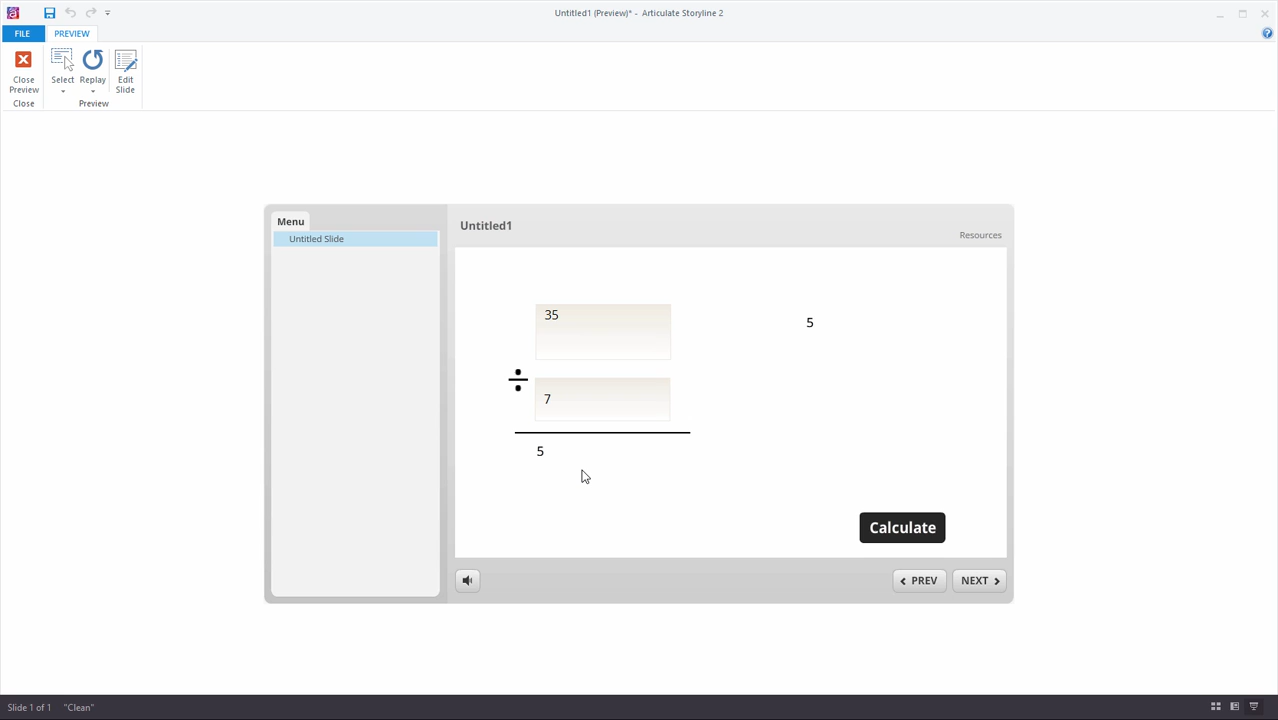 Untitled1 (Preview)* - Articulate Storyline 2
FILE PREVIEW
Close Preview
Select
Replay
Edit Slide
Close
Preview
Menu
Untitled Slide
Untitled1
Resources
35
5
÷
7
5
Calculate
PREV
NEXT
Slide 1 of 1 "Clean"